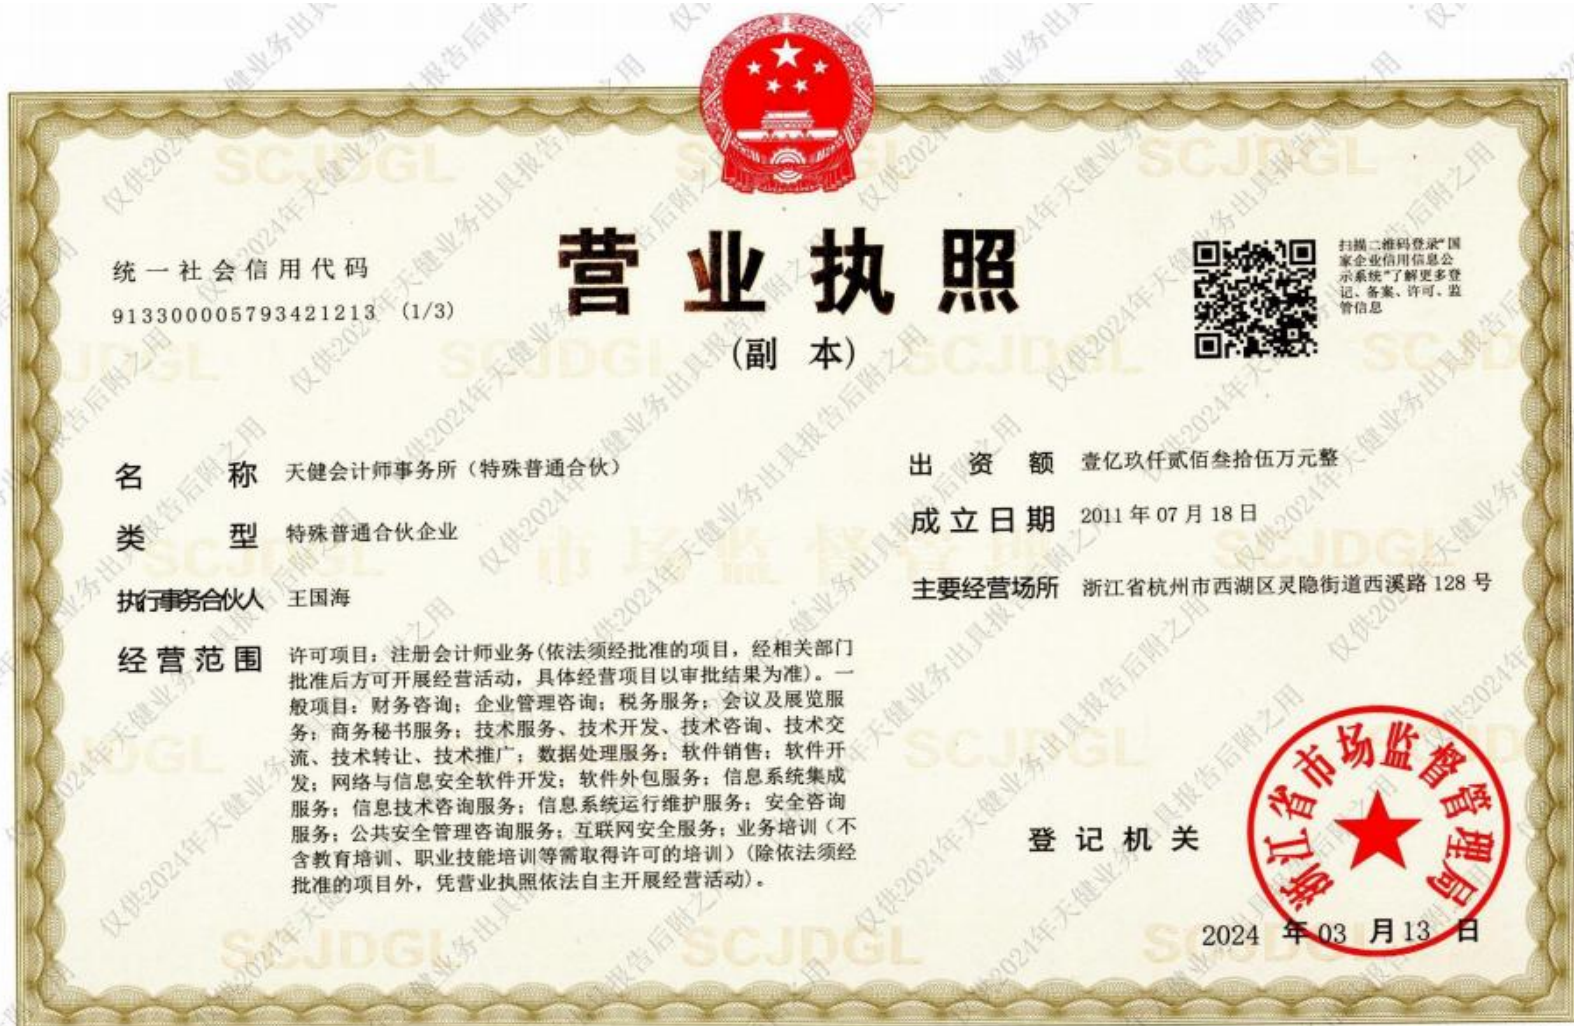 营业执照
(副 本)
统一社会信用代码
913300005793421213 (1/3)
扫描二维码登录“国
家企业信用信息公
示系统”了解更多登
记、备案、许可、监
管信息
名 称 天健会计师事务所（特殊普通合伙）
类 型 特殊普通合伙企业
执行事务合伙人 王国海
经营范围 许可项目：注册会计师业务(依法须经批准的项目，经相关部门
批准后方可开展经营活动，具体经营项目以审批结果为准)。一
般项目：财务咨询；企业管理咨询；税务服务；会议及展览服
务；商务秘书服务；技术服务、技术开发、技术咨询、技术交
流、技术转让、技术推广；数据处理服务；软件销售；软件开
发；网络与信息安全软件开发；软件外包服务；信息系统集成
服务；信息技术咨询服务；信息系统运行维护服务；安全咨询
服务；公共安全管理咨询服务；互联网安全服务；业务培训（不
含教育培训、职业技能培训等需取得许可的培训）(除依法须经
批准的项目外，凭营业执照依法自主开展经营活动)。
出 资 额 壹亿玖仟贰佰叁拾伍万元整
成立日期 2011年07月18日
主要经营场所 浙江省杭州市西湖区灵隐街道西溪路128号
登记机关
浙江省市场监督管理局
2024 年 03 月 13 日
仅供2024年天健业务出具报告后附之用
SCJDGL
市场监督管理